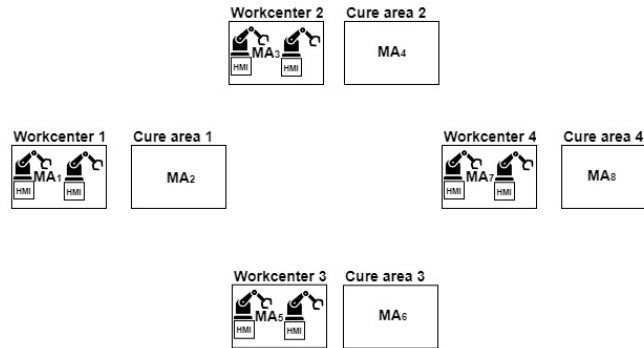 Workcenter 2
Cure area 2
MA3
HMI
HMI
MA4
Workcenter 1
Cure area 1
MA1
HMI
HMI
MA2
Workcenter 4
Cure area 4
MA7
HMI
HMI
MA8
Workcenter 3
Cure area 3
MA5
HMI
HMI
MA6